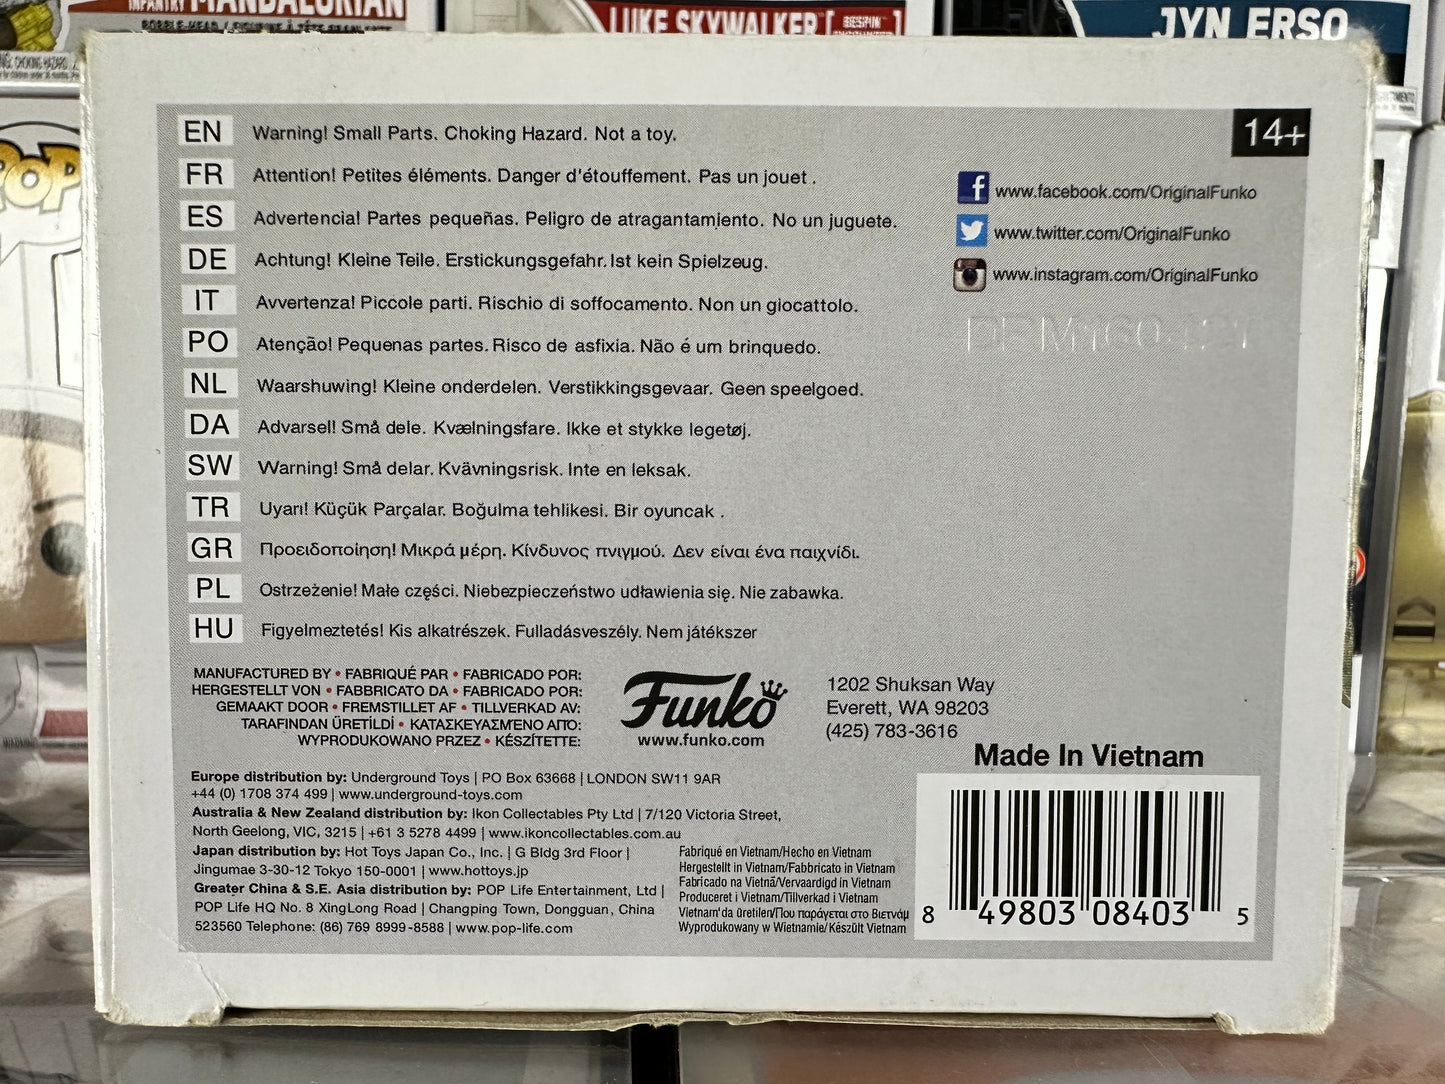 INFANTRY MANDALORIAN
LUKE SKYWALKER [BESPIN]
JYN ERSO
POP
14+
EN Warning! Small Parts. Choking Hazard. Not a toy.
FR Attention! Petites éléments. Danger d'étouffement. Pas un jouet .
ES Advertencia! Partes pequeñas. Peligro de atragantamiento. No un juguete.
DE Achtung! Kleine Teile. Erstickungsgefahr. Ist kein Spielzeug.
IT Avvertenza! Piccole parti. Rischio di soffocamento. Non un giocattolo.
PO Atenção! Pequenas partes. Risco de asfixia. Não é um brinquedo.
NL Waarshuwing! Kleine onderdelen. Verstikkingsgevaar. Geen speelgoed.
DA Advarsel! Små dele. Kvælningsfare. Ikke et stykke legetøj.
SW Warning! Små delar. Kvävningsrisk. Inte en leksak.
TR Uyarı! Küçük Parçalar. Boğulma tehlikesi. Bir oyuncak .
GR Προειδοποίηση! Μικρά μέρη. Κίνδυνος πνιγμού. Δεν είναι ένα παιχνίδι.
PL Ostrzeżenie! Małe części. Niebezpieczeństwo udławienia się. Nie zabawka.
HU Figyelmeztetés! Kis alkatrészek. Fulladásveszély. Nem játékszer
www.facebook.com/OriginalFunko
www.twitter.com/OriginalFunko
www.instagram.com/OriginalFunko
MANUFACTURED BY • FABRIQUÉ PAR • FABRICADO POR:
HERGESTELLT VON • FABBRICATO DA • FABRICADO POR:
GEMAAKT DOOR • FREMSTILLET AF • TILLVERKAD AV:
TARAFINDAN ÜRETİLDİ • ΚΑΤΑΣΚΕΥΑΣΜΈΝΟ ΑΠΌ:
WYPRODUKOWANO PRZEZ • KÉSZÍTETTE:
Funko
www.funko.com
1202 Shuksan Way
Everett, WA 98203
(425) 783-3616
Made In Vietnam
Europe distribution by: Underground Toys | PO Box 63668 | LONDON SW11 9AR
+44 (0) 1708 374 499 | www.underground-toys.com
Australia & New Zealand distribution by: Ikon Collectables Pty Ltd | 7/120 Victoria Street,
North Geelong, VIC, 3215 | +61 3 5278 4499 | www.ikoncollectables.com.au
Japan distribution by: Hot Toys Japan Co., Inc. | G Bldg 3rd Floor |
Jingumae 3-30-12 Tokyo 150-0001 | www.hottoys.jp
Greater China & S.E. Asia distribution by: POP Life Entertainment, Ltd |
POP Life HQ No. 8 XingLong Road | Changping Town, Dongguan, China
523560 Telephone: (86) 769 8999-8588 | www.pop-life.com
Fabriqué en Vietnam/Hecho en Vietnam
Hergestellt in Vietnam/Fabbricato in Vietnam
Fabricado na Vietnã/Vervaardigd in Vietnam
Produceret i Vietnam/Tillverkad i Vietnam
Vietnam'da üretilen/Που παράγεται στο Βιετνάμ
Wyprodukowany w Wietnamie/Készült Vietnam
8 49803 08403 5